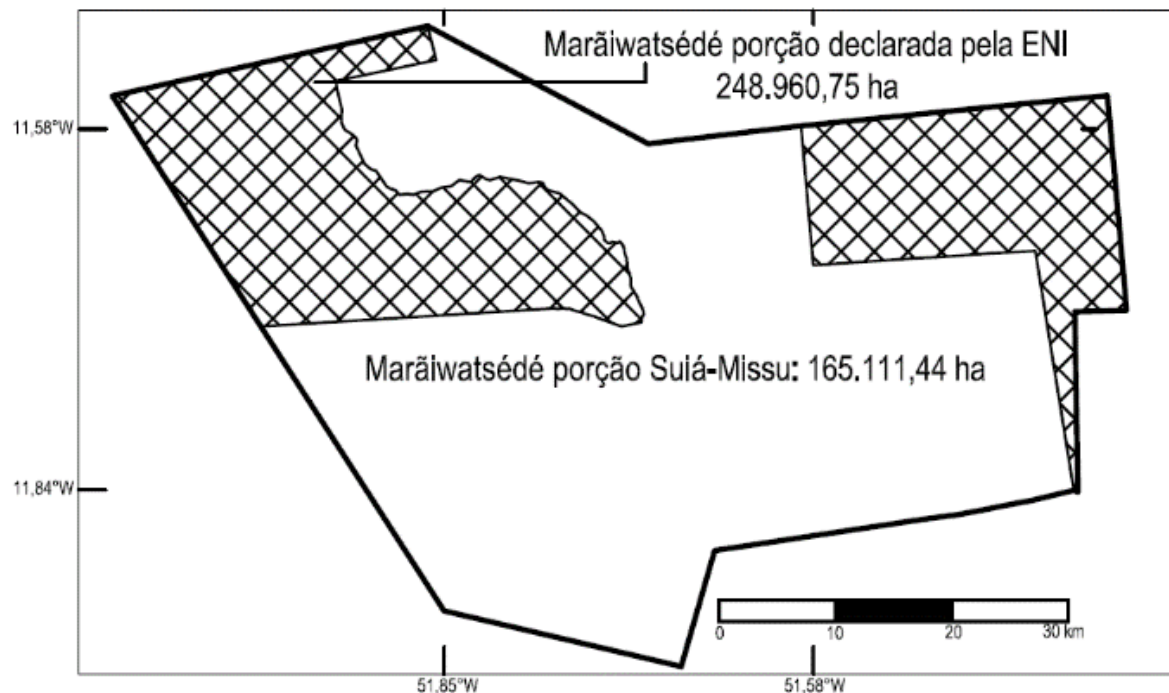 Marãiwatsédé porção declarada pela ENI
248.960,75 ha
11,58°W
Marãiwatsédé porção Suiá-Missu: 165.111,44 ha
11,84°W
0 10 20 30 km
51,85°W 51,58°W